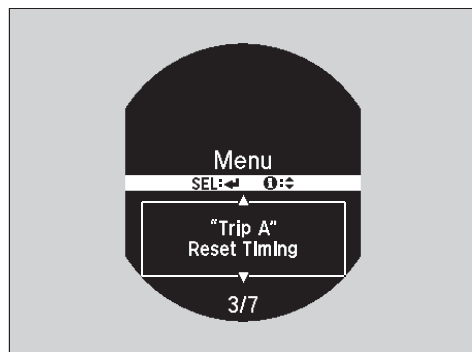 Menu
SEL:↵ ℹ:⬍
“Trip A”
Reset Timing
3/7